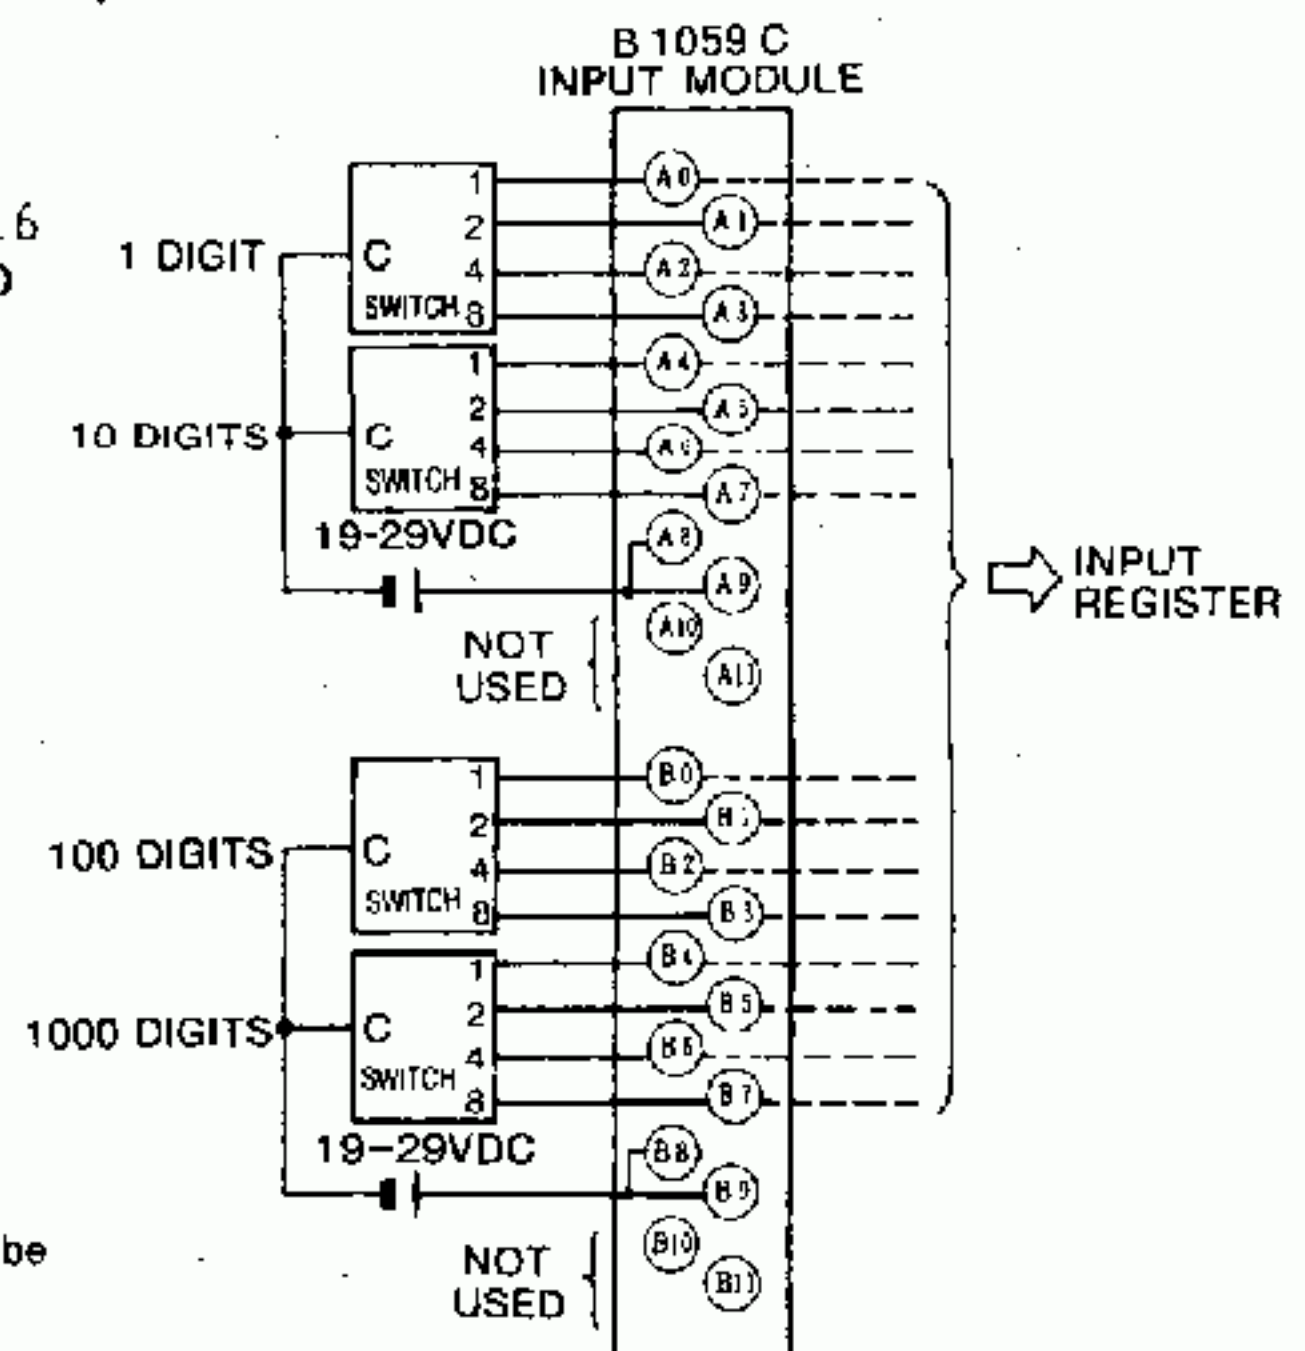 B 1059 C
INPUT MODULE
.6
1 DIGIT
C
SWITCH
1
2
4
8
A0
A1
A2
A3
10 DIGITS
C
SWITCH
1
2
4
8
A4
A5
A6
A7
19-29VDC
A8
A9
NOT
USED
A10
A11
INPUT
REGISTER
100 DIGITS
C
SWITCH
1
2
4
8
B0
B1
B2
B3
1000 DIGITS
C
SWITCH
1
2
4
8
B4
B5
B6
B7
19-29VDC
B8
B9
be
NOT
USED
B10
B11